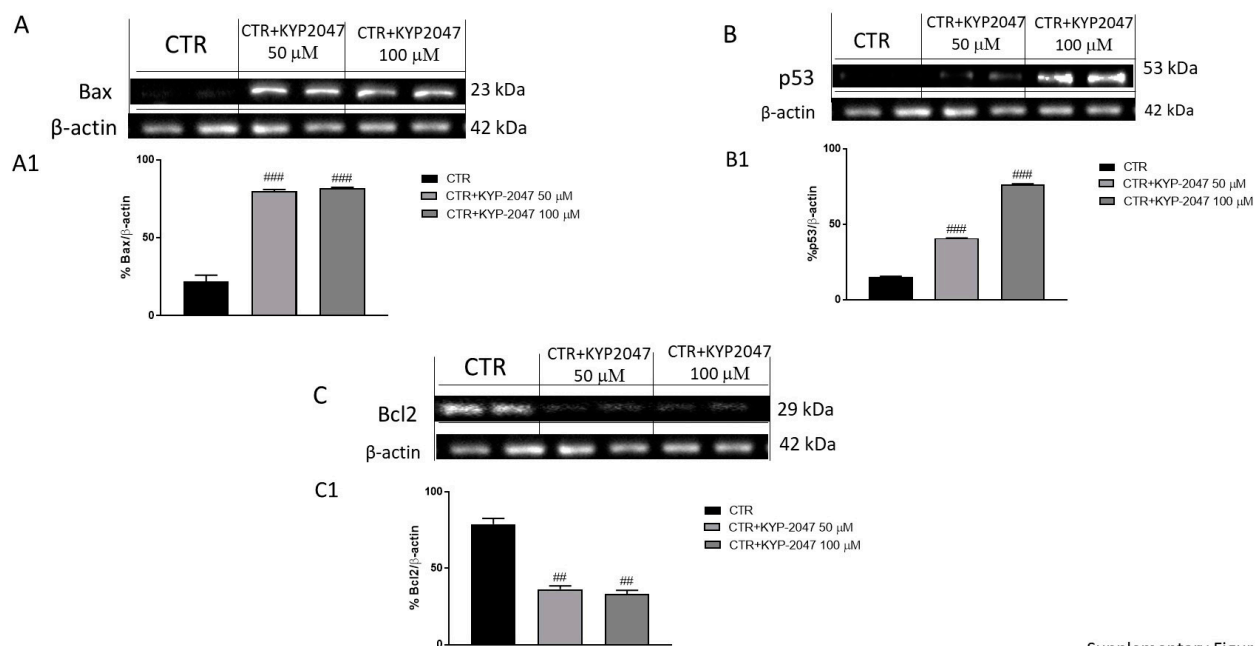 A
CTR
CTR+KYP2047
50 μM
CTR+KYP2047
100 μM
Bax
23 kDa
β-actin
42 kDa
A1
% Bax/β-actin
100
50
0
###
###
CTR
CTR+KYP-2047 50 μM
CTR+KYP-2047 100 μM
B
CTR
CTR+KYP2047
50 μM
CTR+KYP2047
100 μM
p53
53 kDa
β-actin
42 kDa
B1
%p53/β-actin
100
50
0
###
###
CTR
CTR+KYP-2047 50 μM
CTR+KYP-2047 100 μM
C
CTR
CTR+KYP2047
50 μM
CTR+KYP2047
100 μM
Bcl2
29 kDa
β-actin
42 kDa
C1
% Bcl2/β-actin
100
50
0
##
##
CTR
CTR+KYP-2047 50 μM
CTR+KYP-2047 100 μM